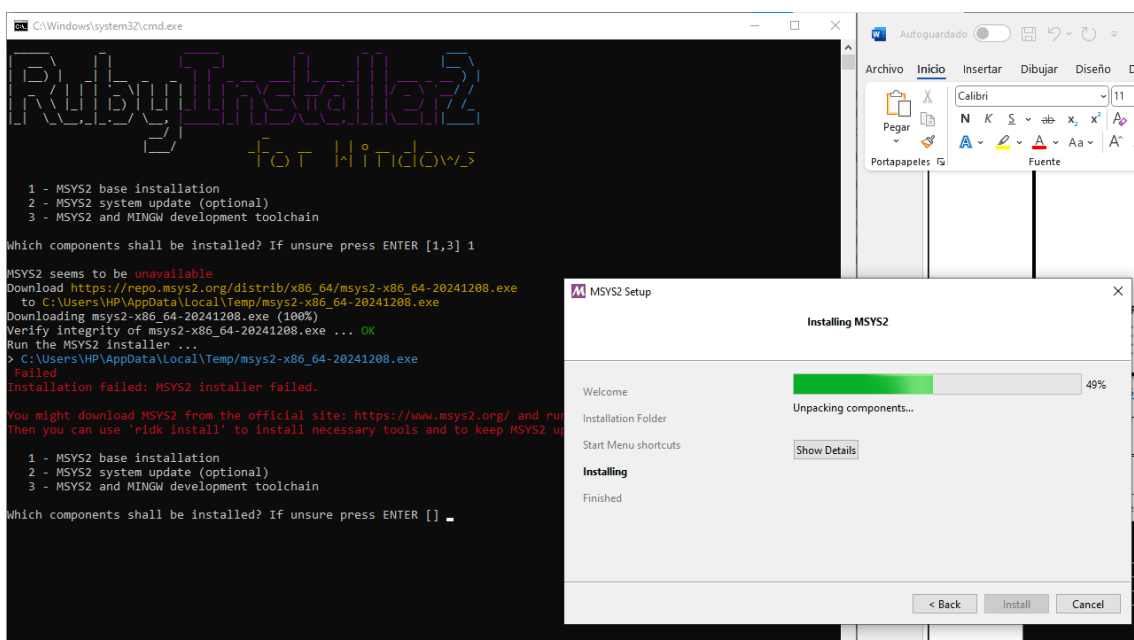 C:\Windows\system32\cmd.exe
RubyInstaller2
for Windows
1 - MSYS2 base installation
2 - MSYS2 system update (optional)
3 - MSYS2 and MINGW development toolchain
Which components shall be installed? If unsure press ENTER [1,3] 1
MSYS2 seems to be unavailable
Download https://repo.msys2.org/distrib/x86_64/msys2-x86_64-20241208.exe
to C:\Users\HP\AppData\Local\Temp/msys2-x86_64-20241208.exe
Downloading msys2-x86_64-20241208.exe (100%)
Verify integrity of msys2-x86_64-20241208.exe ... OK
Run the MSYS2 installer ...
> C:\Users\HP\AppData\Local\Temp/msys2-x86_64-20241208.exe
Failed
Installation failed: MSYS2 installer failed.
You might download MSYS2 from the official site: https://www.msys2.org/ and run
Then you can use 'ridk install' to install necessary tools and to keep MSYS2 up
1 - MSYS2 base installation
2 - MSYS2 system update (optional)
3 - MSYS2 and MINGW development toolchain
Which components shall be installed? If unsure press ENTER []
Autoguardado
Archivo Inicio Insertar Dibujar Diseño
Calibri 11
Pegar
N K S ab x₂ x² A
A A Aa A
Portapapeles Fuente
MSYS2 Setup
Installing MSYS2
Welcome
Installation Folder
Start Menu shortcuts
Installing
Finished
49%
Unpacking components...
Show Details
< Back Install Cancel